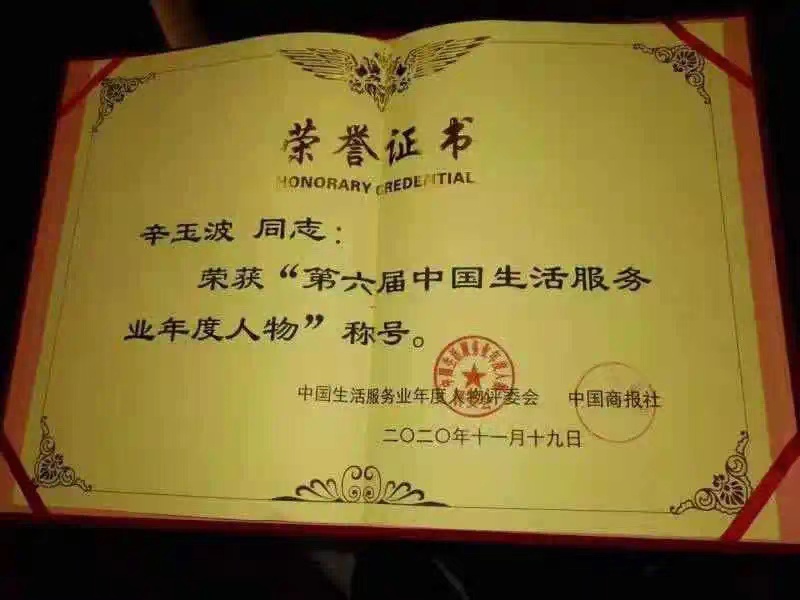 荣誉证书
HONORARY CREDENTIAL
辛玉波 同志：
荣获“第六届中国生活服务
业年度人物”称号。
中国生活服务业年度人物评委会 中国商报社
二〇二〇年十一月十九日